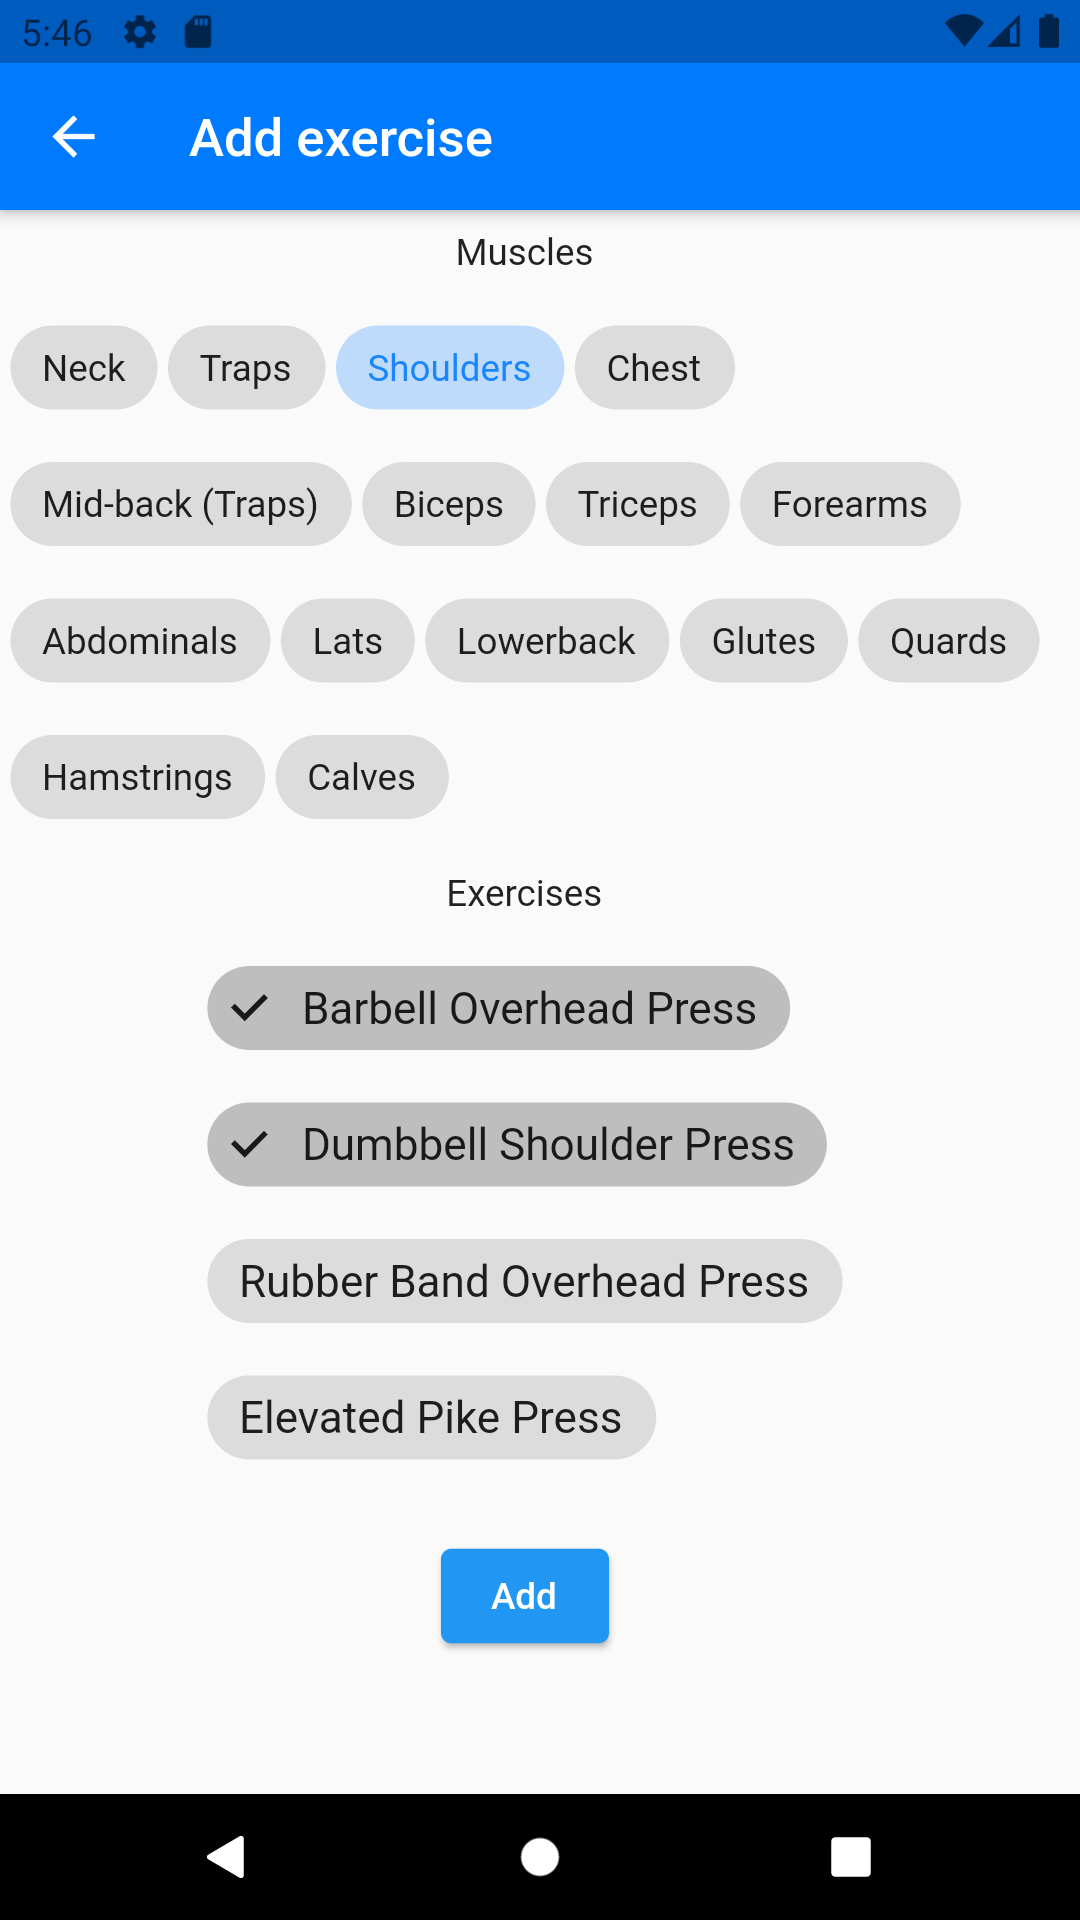 5:46
Add exercise
Muscles
Neck Traps Shoulders Chest
Mid-back (Traps) Biceps Triceps Forearms
Abdominals Lats Lowerback Glutes Quards
Hamstrings Calves
Exercises
Barbell Overhead Press
Dumbbell Shoulder Press
Rubber Band Overhead Press
Elevated Pike Press
Add